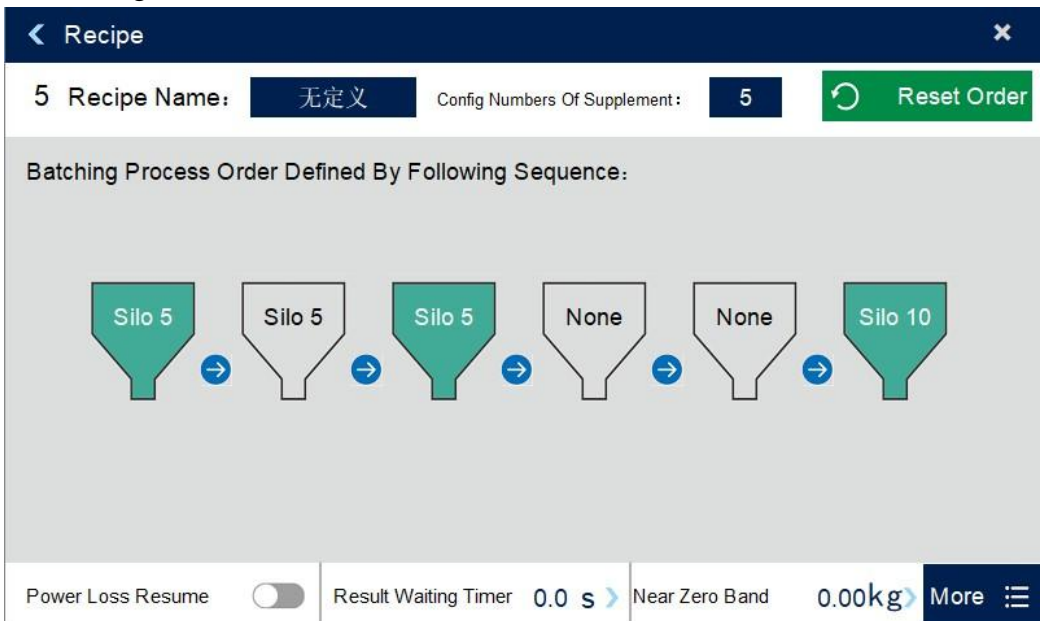 Recipe
5 Recipe Name: 无定义 Config Numbers Of Supplement: 5 Reset Order
Batching Process Order Defined By Following Sequence:
Silo 5 Silo 5 Silo 5 None None Silo 10
Power Loss Resume Result Waiting Timer 0.0 s Near Zero Band 0.00kg More